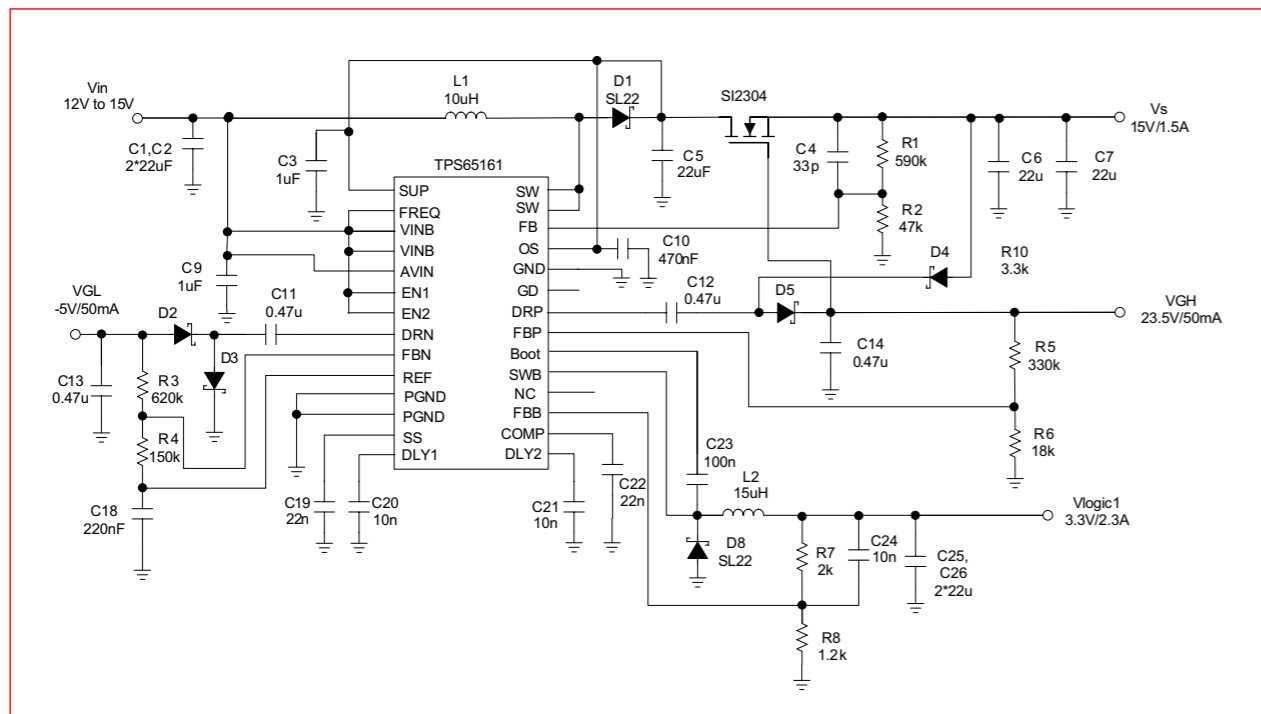 Vin
12V to 15V
L1
10uH
D1
SL22
SI2304
Vs
15V/1.5A
C1,C2
2*22uF
C3
1uF
TPS65161
C5
22uF
C4
33p
R1
590k
C6
22u
C7
22u
R2
47k
SUP
FREQ
VINB
VINB
AVIN
EN1
EN2
DRN
FBN
REF
PGND
PGND
SS
DLY1
SW
SW
FB
OS
GND
GD
DRP
FBP
Boot
SWB
NC
FBB
COMP
DLY2
C10
470nF
D4
R10
3.3k
C9
1uF
C12
0.47u
D5
VGH
23.5V/50mA
VGL
-5V/50mA
D2
C11
0.47u
D3
C13
0.47u
R3
620k
R4
150k
C18
220nF
C14
0.47u
R5
330k
R6
18k
C19
22n
C20
10n
C21
10n
C22
22n
C23
100n
L2
15uH
Vlogic1
3.3V/2.3A
D8
SL22
R7
2k
C24
10n
C25,
C26
2*22u
R8
1.2k